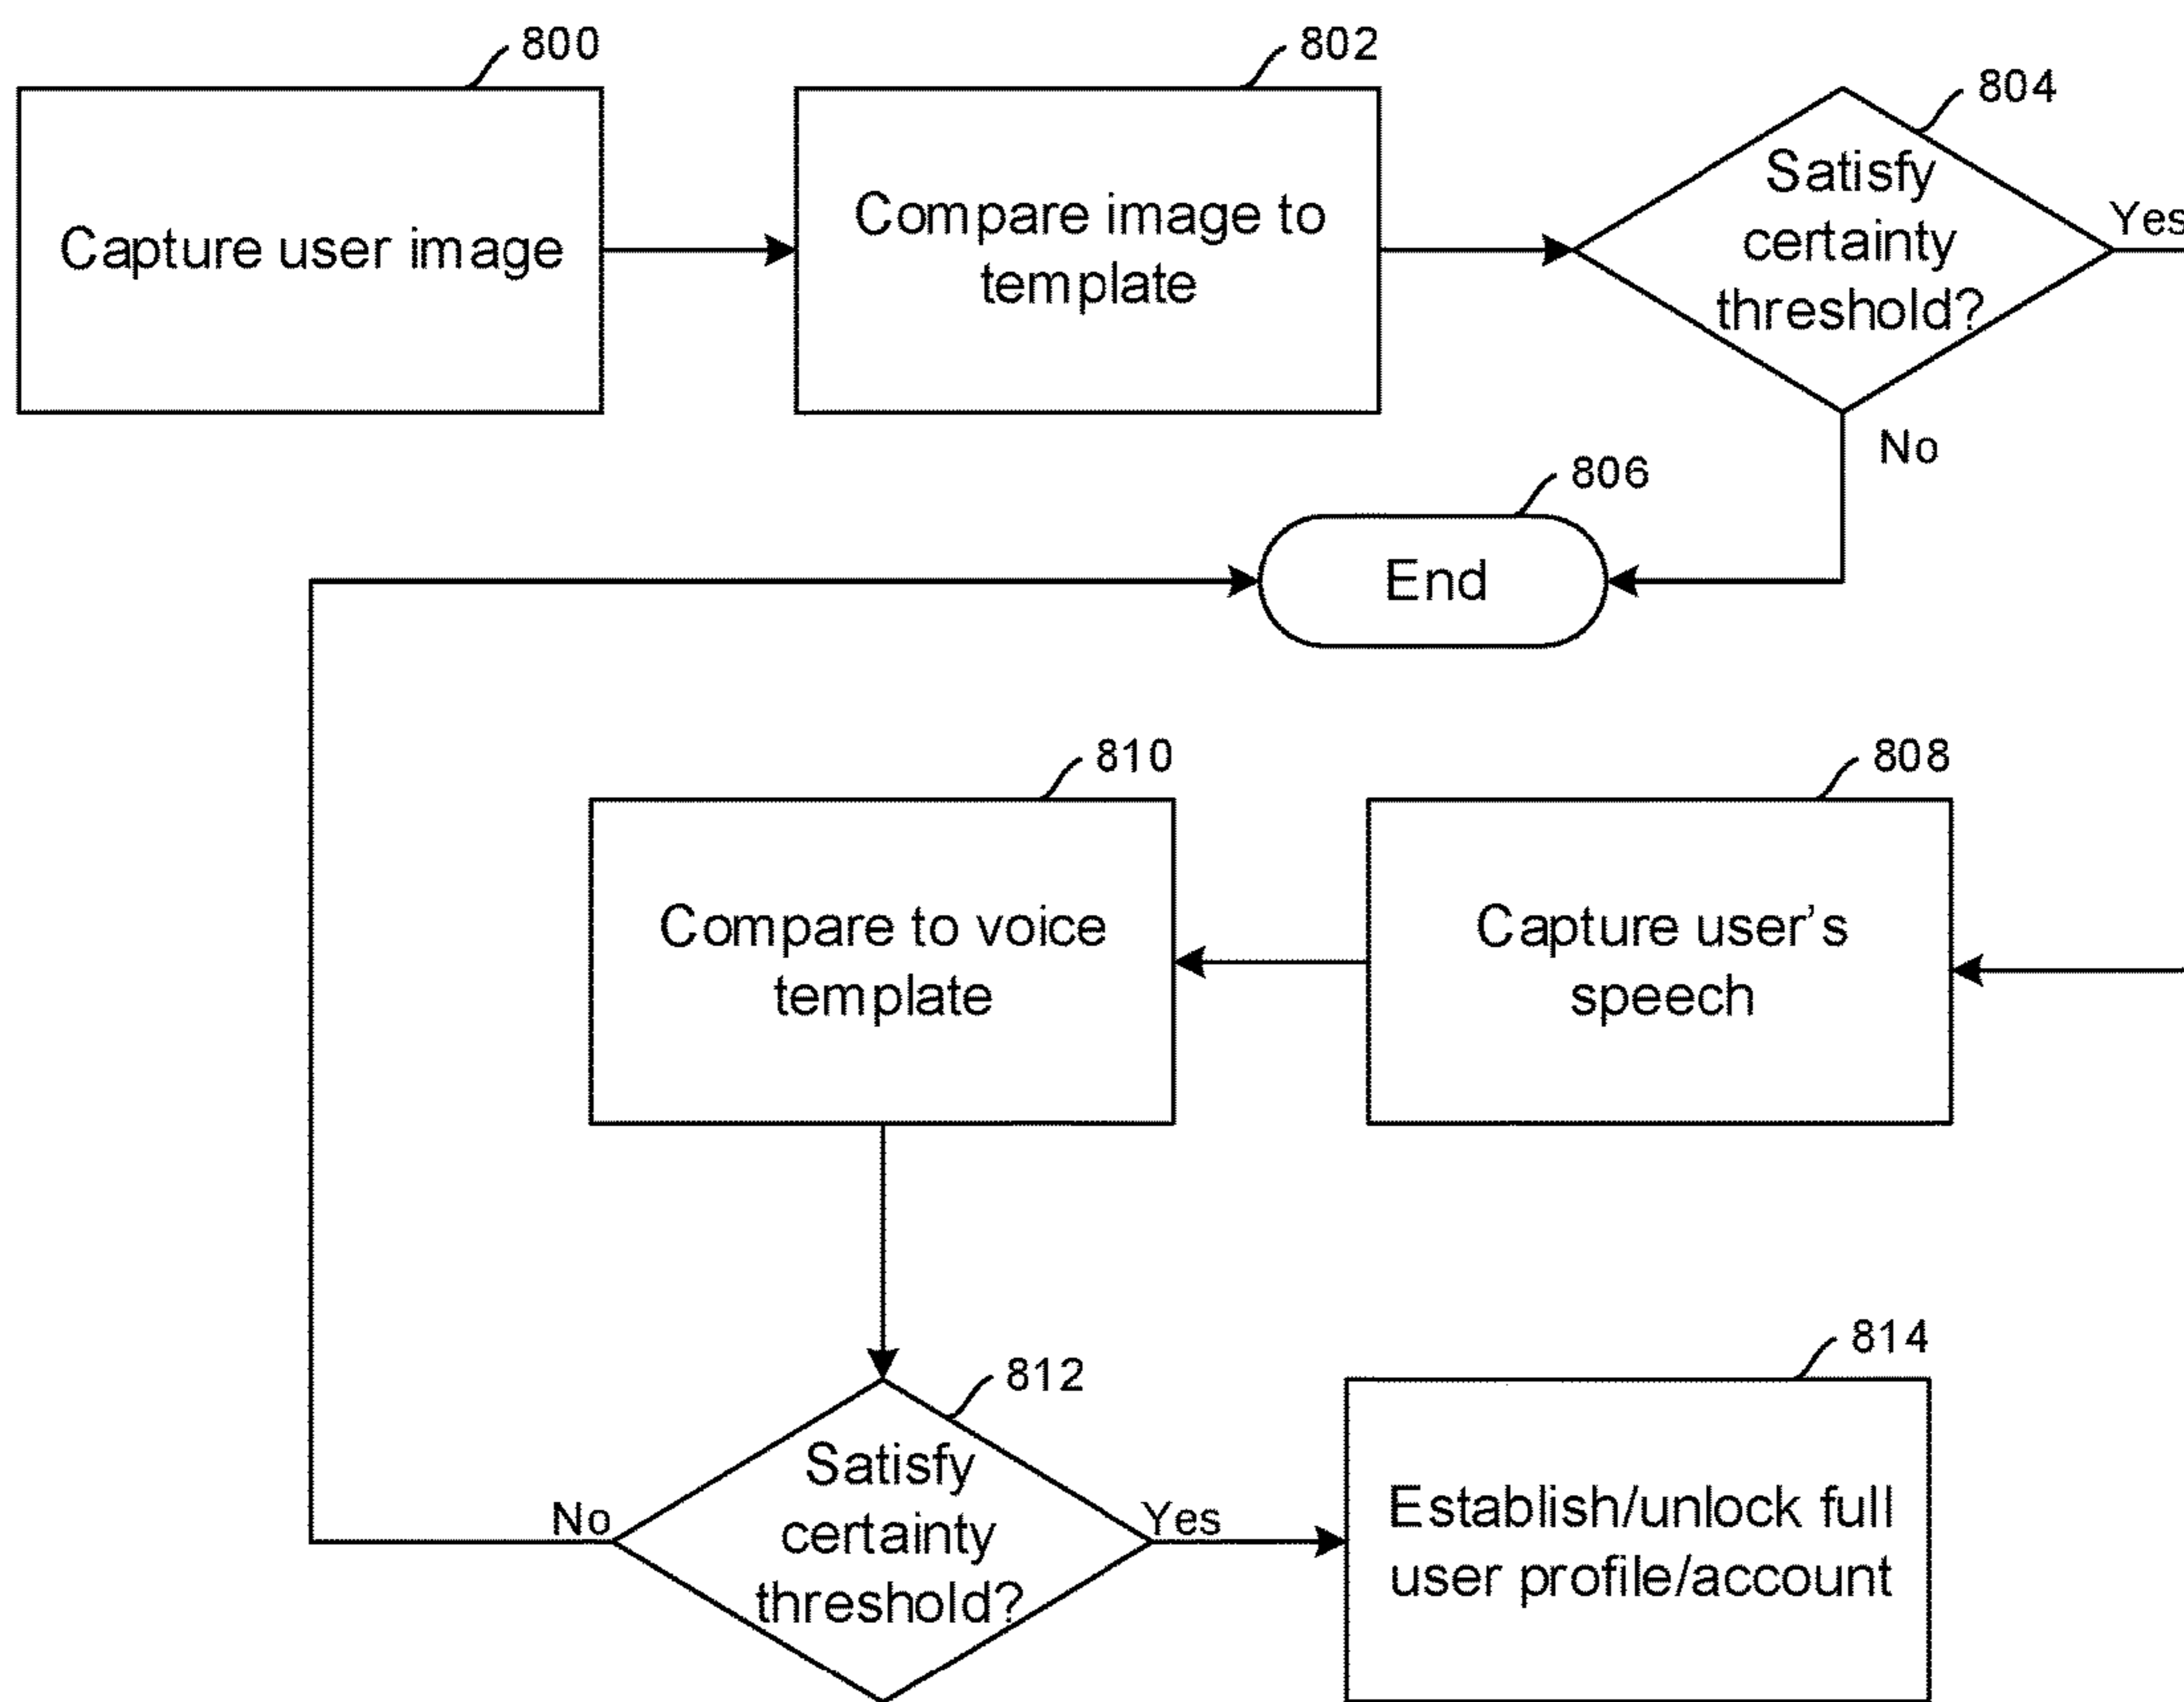 800
Capture user image
802
Compare image to
template
804
Satisfy
certainty
threshold?
Yes
No
806
End
808
Capture user’s
speech
810
Compare to voice
template
812
Satisfy
certainty
threshold?
No
Yes
814
Establish/unlock full
user profile/account